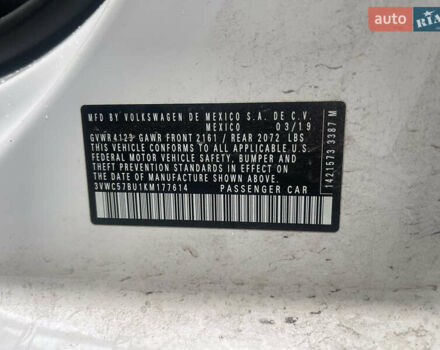 auto RIA
MFD BY VOLKSWAGEN DE MEXICO S.A. DE C.V.
MEXICO 03/19
GVWR 4123 GAWR FRONT 2161 / REAR 2072 LBS
THIS VEHICLE CONFORMS TO ALL APPLICABLE U.S.
FEDERAL MOTOR VEHICLE SAFETY, BUMPER AND
THEFT PREVENTION STANDARDS IN EFFECT ON THE
DATE OF MANUFACTURE SHOWN ABOVE.
3VWC57BU1KM177614 PASSENGER CAR
1421573 3387 M